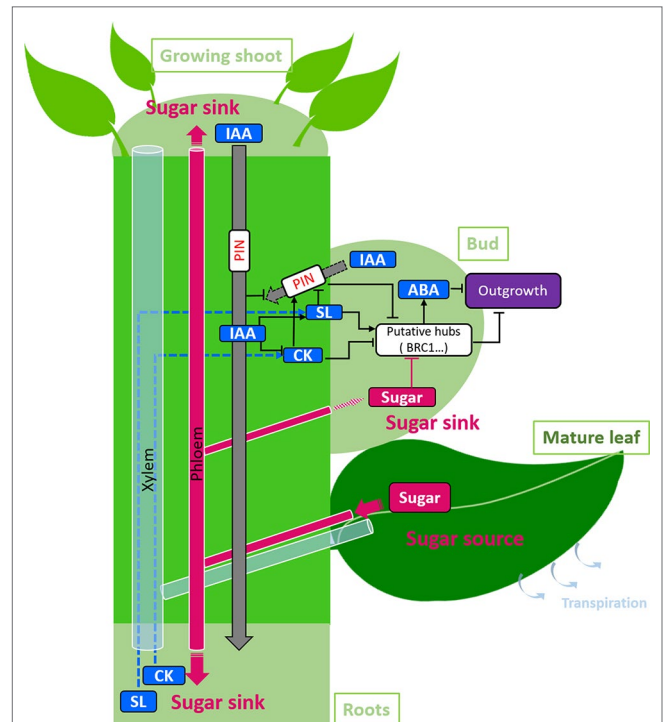 Growing shoot
Sugar sink
IAA
PIN
Bud
IAA
PIN
ABA
Outgrowth
SL
IAA
Putative hubs
( BRC1...)
CK
Sugar
Sugar sink
Xylem
Phloem
Mature leaf
Sugar
Sugar source
Transpiration
CK
SL
Sugar sink
Roots